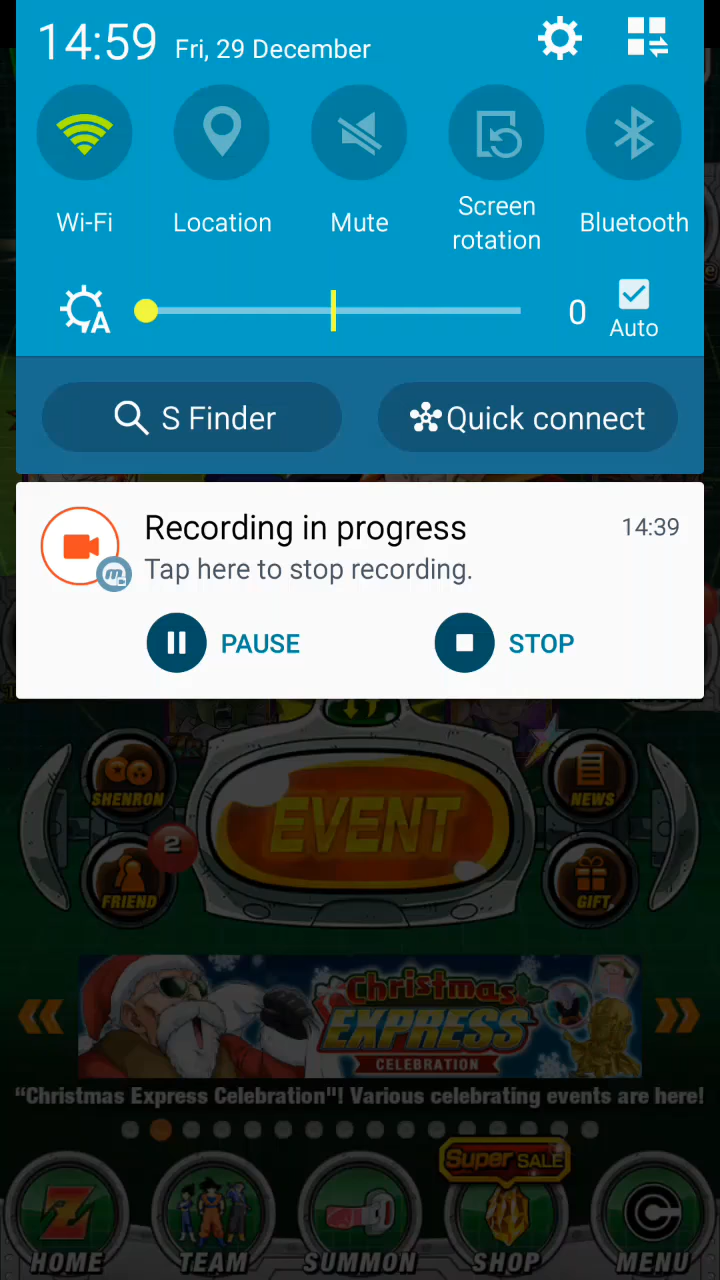 14:59 Fri, 29 December
Wi-Fi
Location
Mute
Screen
rotation
Bluetooth
A
0
Auto
S Finder
Quick connect
Recording in progress
14:39
Tap here to stop recording.
PAUSE
STOP
SHENRON
EVENT
NEWS
2
FRIEND
GIFT
Christmas
EXPRESS
CELEBRATION
“Christmas Express Celebration"! Various celebrating events are here!
Super SALE
HOME
TEAM
SUMMON
SHOP
MENU